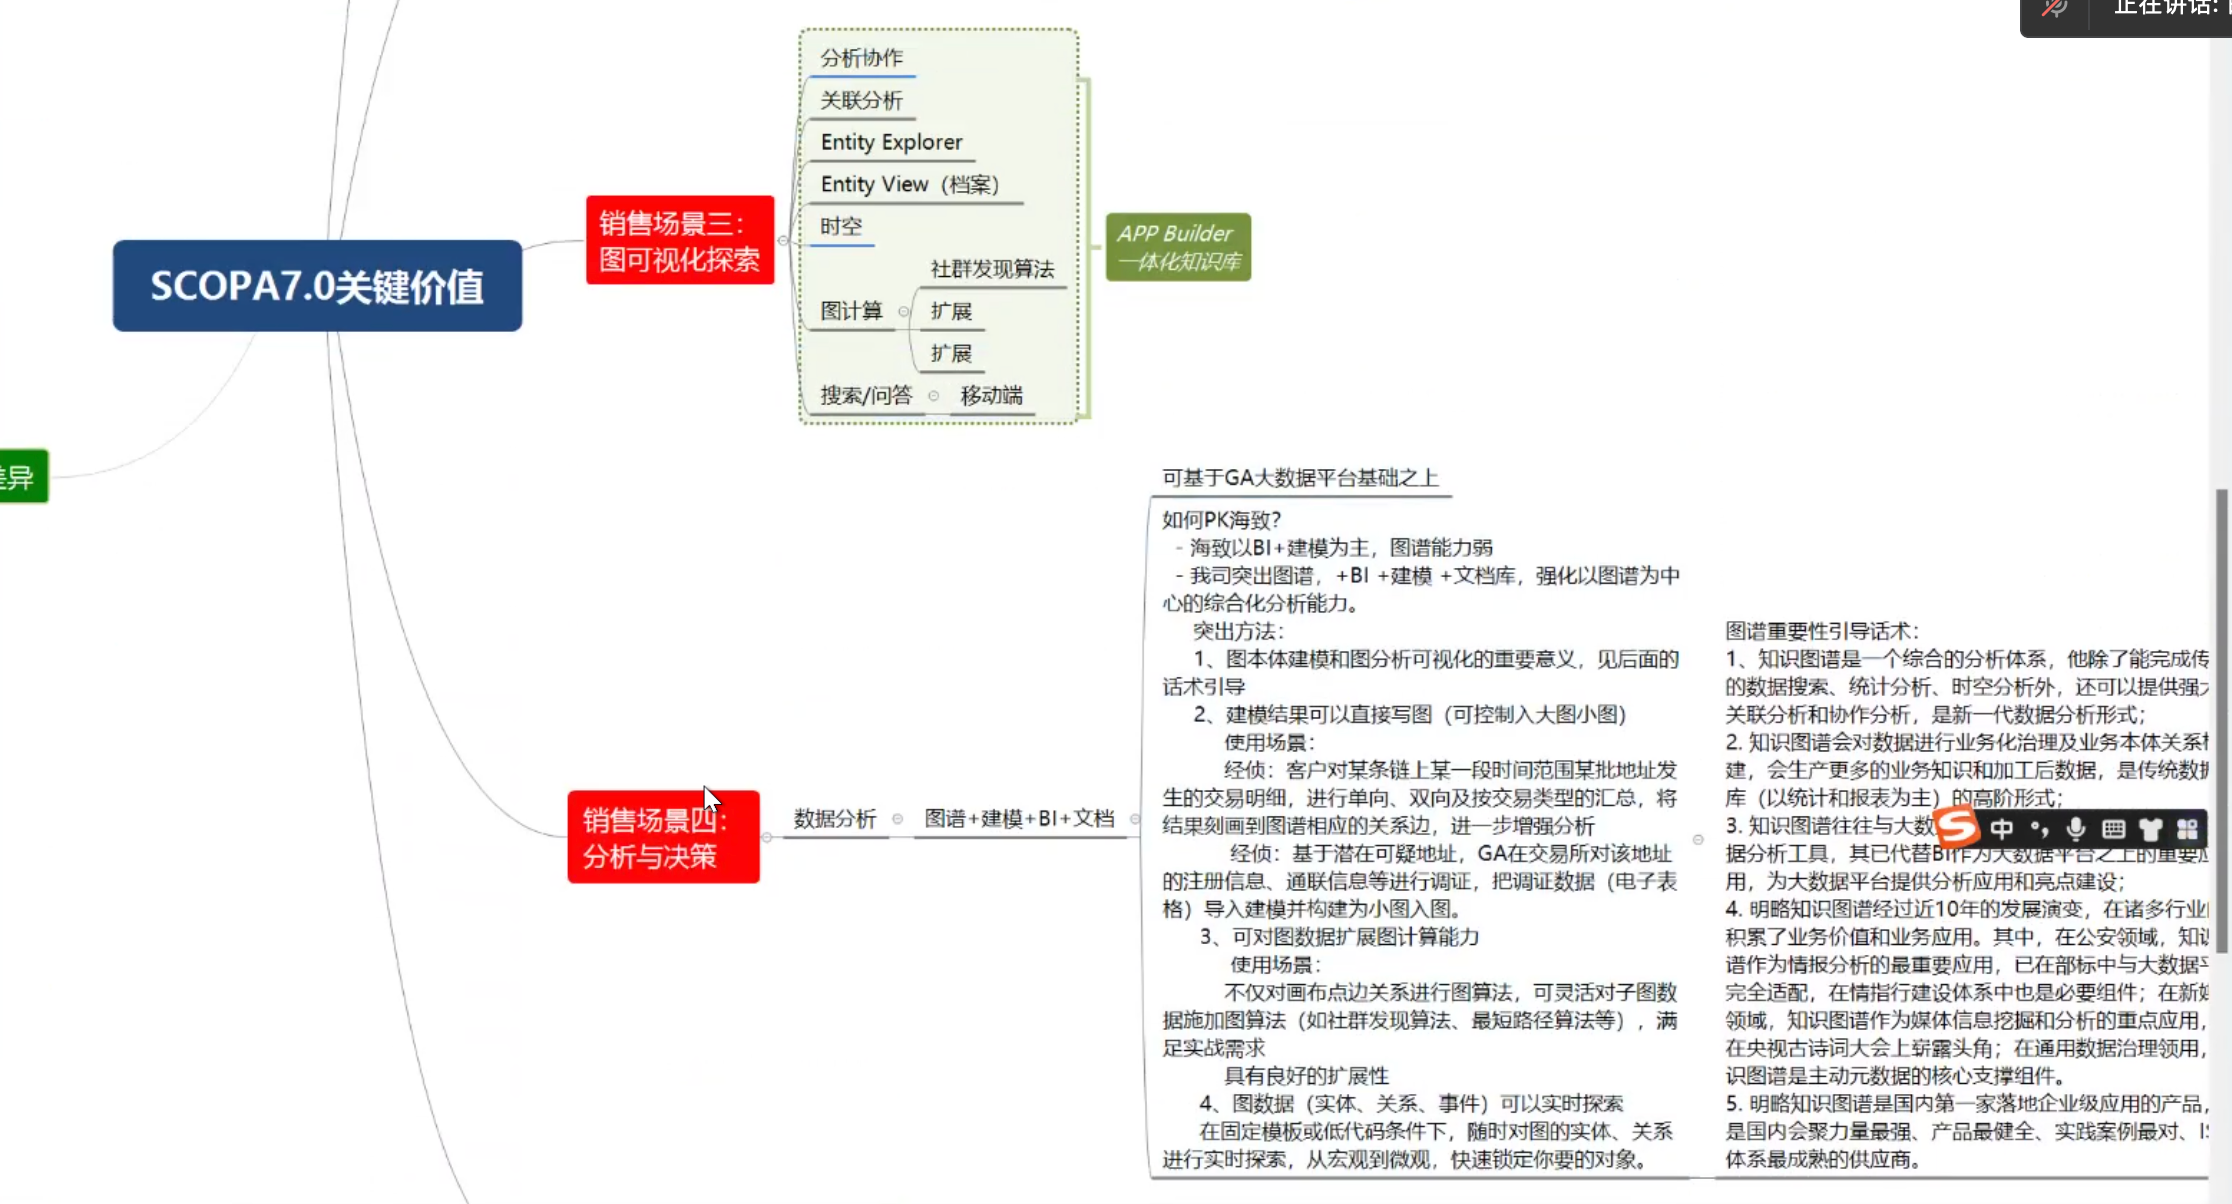 正在讲话:
分析协作
关联分析
Entity Explorer
Entity View（档案）
时空
社群发现算法
图计算
扩展
扩展
搜索/问答
移动端
销售场景三：
图可视化探索
APP Builder
一体化知识库
SCOPA7.0关键价值
差异
销售场景四：
分析与决策
数据分析
图谱+建模+BI+文档
可基于GA大数据平台基础之上
如何PK海致？
- 海致以BI+建模为主，图谱能力弱
- 我司突出图谱，+BI +建模 +文档库，强化以图谱为中
心的综合化分析能力。
突出方法：
1、图本体建模和图分析可视化的重要意义，见后面的
话术引导
2、建模结果可以直接写图（可控制入大图小图）
使用场景：
经侦：客户对某条链上某一段时间范围某批地址发
生的交易明细，进行单向、双向及按交易类型的汇总，将
结果刻画到图谱相应的关系边，进一步增强分析
经侦：基于潜在可疑地址，GA在交易所对该地址
的注册信息、通联信息等进行调证，把调证数据（电子表
格）导入建模并构建为小图入图。
3、可对图数据扩展图计算能力
使用场景：
不仅对画布点边关系进行图算法，可灵活对子图数
据施加图算法（如社群发现算法、最短路径算法等），满
足实战需求
具有良好的扩展性
4、图数据（实体、关系、事件）可以实时探索
在固定模板或低代码条件下，随时对图的实体、关系
进行实时探索，从宏观到微观，快速锁定你要的对象。
图谱重要性引导话术：
1、知识图谱是一个综合的分析体系，他除了能完成传
的数据搜索、统计分析、时空分析外，还可以提供强大
关联分析和协作分析，是新一代数据分析形式；
2. 知识图谱会对数据进行业务化治理及业务本体关系
建，会生产更多的业务知识和加工后数据，是传统数据
库（以统计和报表为主）的高阶形式；
3. 知识图谱往往与大数
S 中
据分析工具，其已代替BI作为大数据平台之上的重要应
用，为大数据平台提供分析应用和亮点建设；
4. 明略知识图谱经过近10年的发展演变，在诸多行业
积累了业务价值和业务应用。其中，在公安领域，知识
谱作为情报分析的最重要应用，已在部标中与大数据平
完全适配，在情指行建设体系中也是必要组件；在新媒
领域，知识图谱作为媒体信息挖掘和分析的重点应用，
在央视古诗词大会上崭露头角；在通用数据治理领用，
识图谱是主动元数据的核心支撑组件。
5. 明略知识图谱是国内第一家落地企业级应用的产品，
是国内会聚力量最强、产品最健全、实践案例最对、
体系最成熟的供应商。